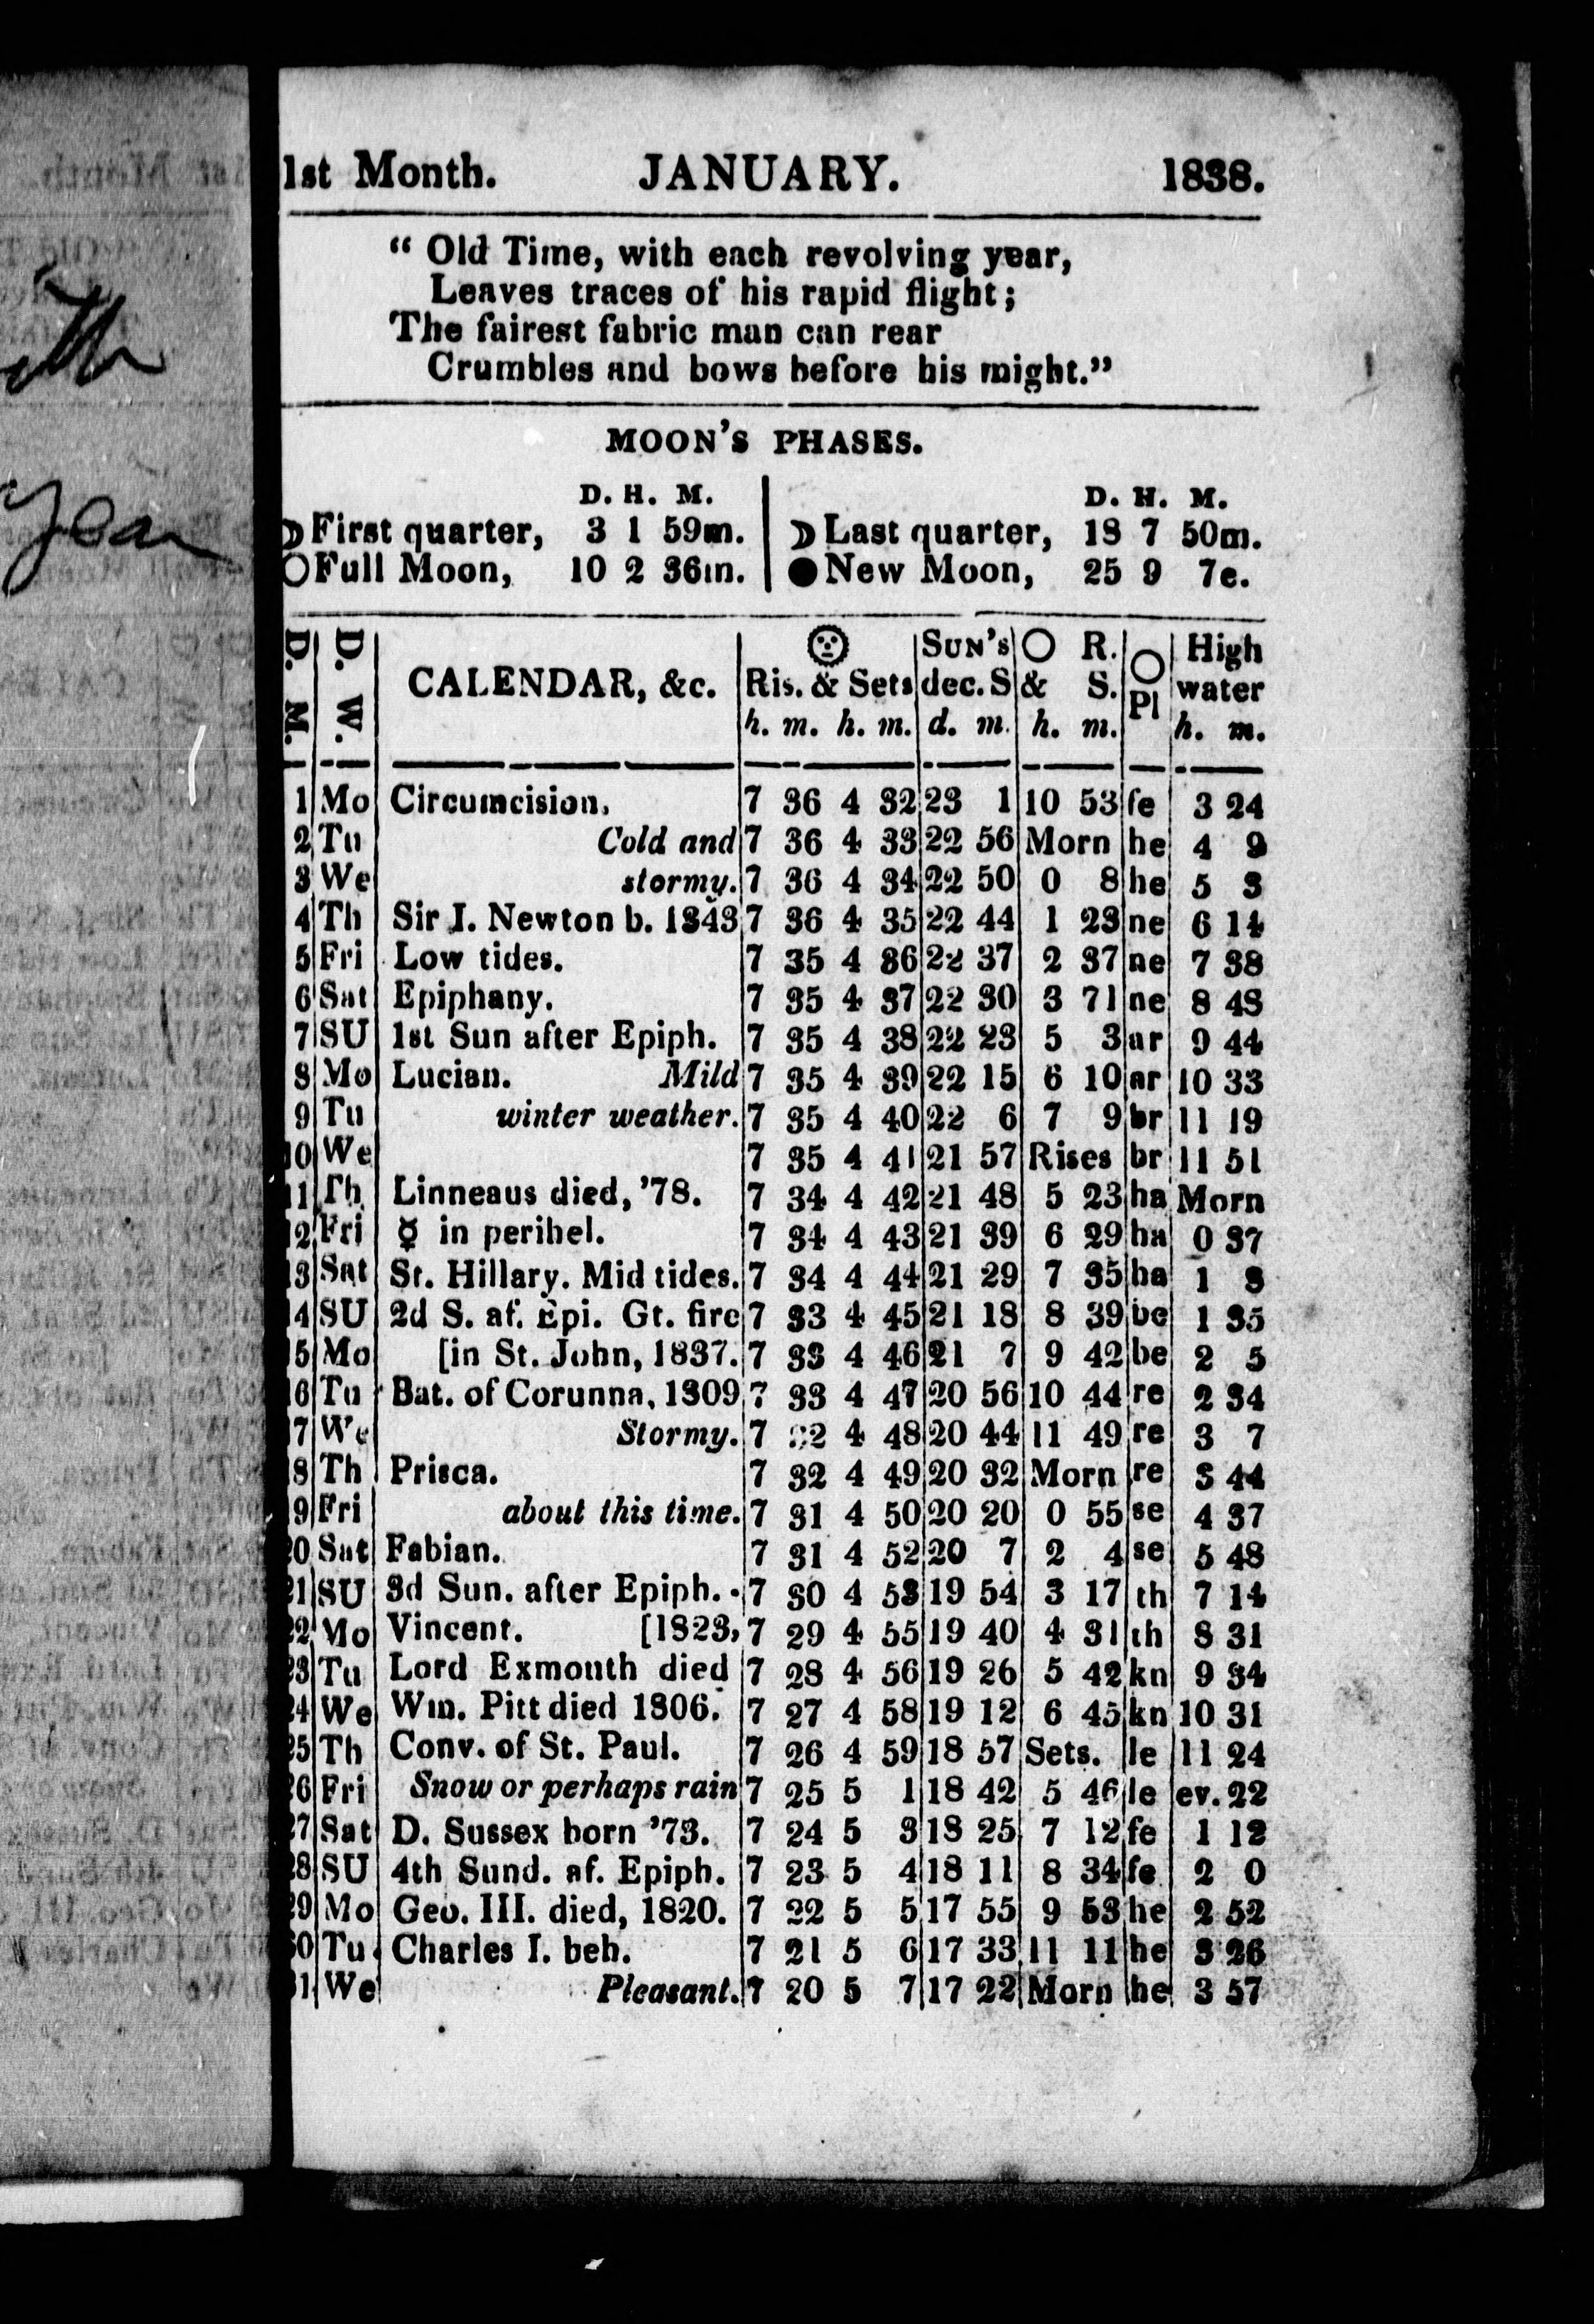 1st Month. JANUARY. 1838.
“ Old Time, with each revolving year,
Leaves traces of his rapid flight;
The fairest fabric man can rear
Crumbles and bows before his might.”
MOON'S PHASES.
D. H. M. D. H. M.
☽ First quarter, 3 1 59m. ☽ Last quarter, 18 7 50m.
○ Full Moon, 10 2 36m. ● New Moon, 25 9 7e.
D. M. D. W. CALENDAR, &c. Ris. & Sets SUN'S dec. S ○ R. & S. ○ Pl High water
h. m. h. m. d. m. h. m. h. m.
1 Mo Circumcision. 7 36 4 32 23 1 10 53 fe 3 24
2 Tu Cold and 7 36 4 33 22 56 Morn he 4 9
3 We stormy. 7 36 4 34 22 50 0 8 he 5 3
4 Th Sir I. Newton b. 1843 7 36 4 35 22 44 1 23 ne 6 14
5 Fri Low tides. 7 35 4 36 22 37 2 37 ne 7 38
6 Sat Epiphany. 7 35 4 37 22 30 3 71 ne 8 48
7 SU 1st Sun after Epiph. 7 35 4 38 22 23 5 3 ar 9 44
8 Mo Lucian. Mild 7 35 4 39 22 15 6 10 ar 10 33
9 Tu winter weather. 7 35 4 40 22 6 7 9 br 11 19
10 We 7 35 4 41 21 57 Rises br 11 51
11 Th Linneaus died, '78. 7 34 4 42 21 48 5 23 ha Morn
12 Fri ☿ in perihel. 7 34 4 43 21 39 6 29 ha 0 37
13 Sat St. Hillary. Mid tides. 7 34 4 44 21 29 7 35 ha 1 3
14 SU 2d S. af. Epi. Gt. fire 7 33 4 45 21 18 8 39 be 1 35
15 Mo [in St. John, 1837. 7 33 4 46 21 7 9 42 be 2 5
16 Tu Bat. of Corunna, 1809 7 33 4 47 20 56 10 44 re 2 34
17 We Stormy. 7 32 4 48 20 44 11 49 re 3 7
18 Th Prisca. 7 32 4 49 20 32 Morn re 3 44
19 Fri about this time. 7 31 4 50 20 20 0 55 se 4 37
20 Sat Fabian. 7 31 4 52 20 7 2 4 se 5 48
21 SU 3d Sun. after Epiph. 7 30 4 53 19 54 3 17 th 7 14
22 Mo Vincent. [1823, 7 29 4 55 19 40 4 31 th 8 31
23 Tu Lord Exmouth died 7 28 4 56 19 26 5 42 kn 9 34
24 We Wm. Pitt died 1806. 7 27 4 58 19 12 6 45 kn 10 31
25 Th Conv. of St. Paul. 7 26 4 59 18 57 Sets. le 11 24
26 Fri Snow or perhaps rain 7 25 5 1 18 42 5 46 le ev. 22
27 Sat D. Sussex born '73. 7 24 5 3 18 25 7 12 fe 1 12
28 SU 4th Sund. af. Epiph. 7 23 5 4 18 11 8 34 fe 2 0
29 Mo Geo. III. died, 1820. 7 22 5 5 17 55 9 53 he 2 52
30 Tu Charles I. beh. 7 21 5 6 17 33 11 11 he 3 26
31 We Pleasant. 7 20 5 7 17 22 Morn he 3 57
year